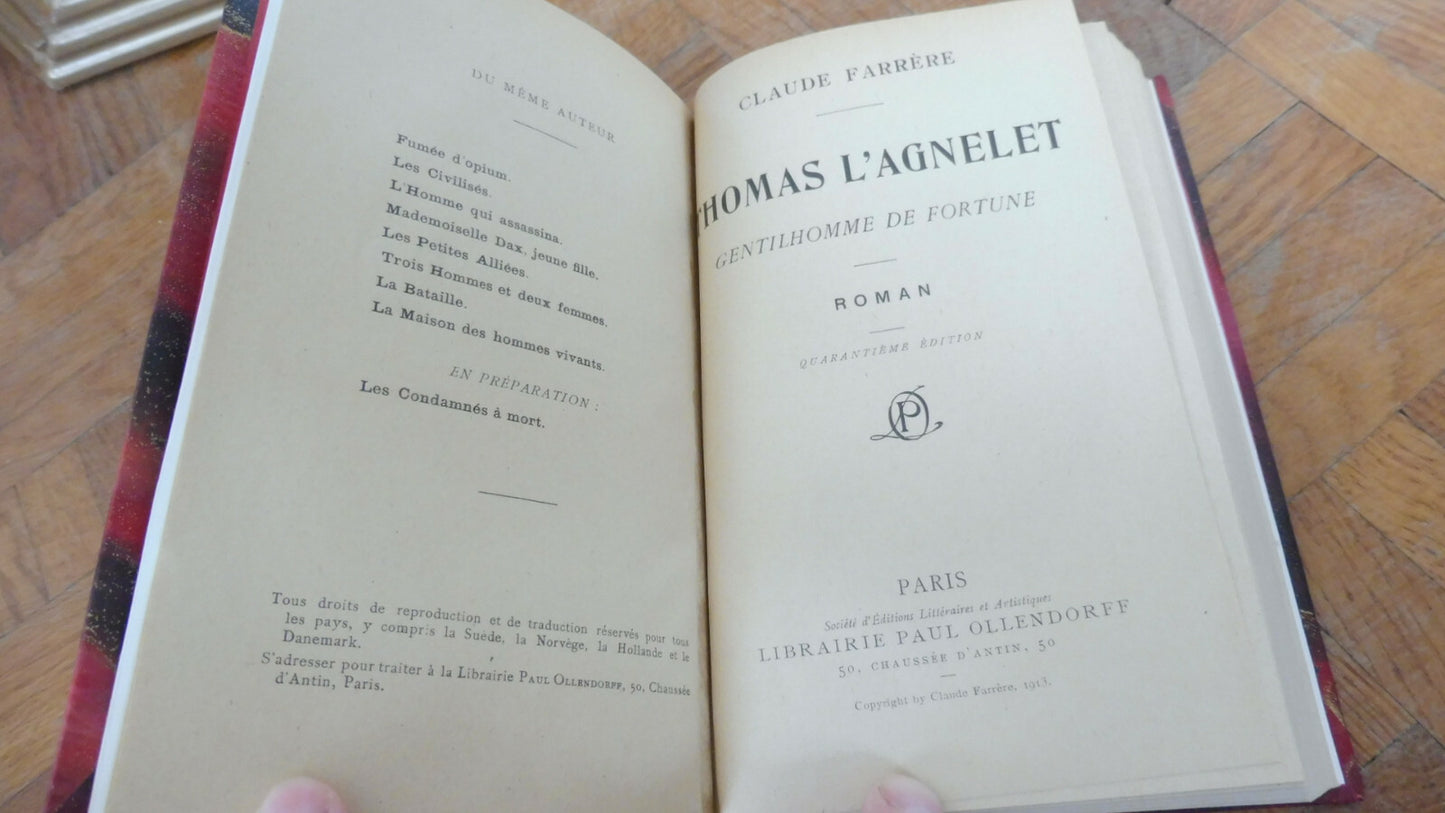 DU MÊME AUTEUR
Fumée d'opium.
Les Civilisés.
L'Homme qui assassina.
Mademoiselle Dax, jeune fille.
Les Petites Alliées.
Trois Hommes et deux femmes.
La Bataille.
La Maison des hommes vivants.
EN PRÉPARATION :
Les Condamnés à mort.
Tous droits de reproduction et de traduction réservés pour tous
les pays, y compris la Suède, la Norvège, la Hollande et le
Danemark.
S'adresser pour traiter à la Librairie PAUL OLLENDORFF, 50, Chaussée
d'Antin, Paris.
CLAUDE FARRÈRE
THOMAS L'AGNELET
GENTILHOMME DE FORTUNE
ROMAN
QUARANTIÈME ÉDITION
PARIS
Société d'Éditions Littéraires et Artistiques
LIBRAIRIE PAUL OLLENDORFF
50, CHAUSSÉE D'ANTIN, 50
Copyright by Claude Farrère, 1913.